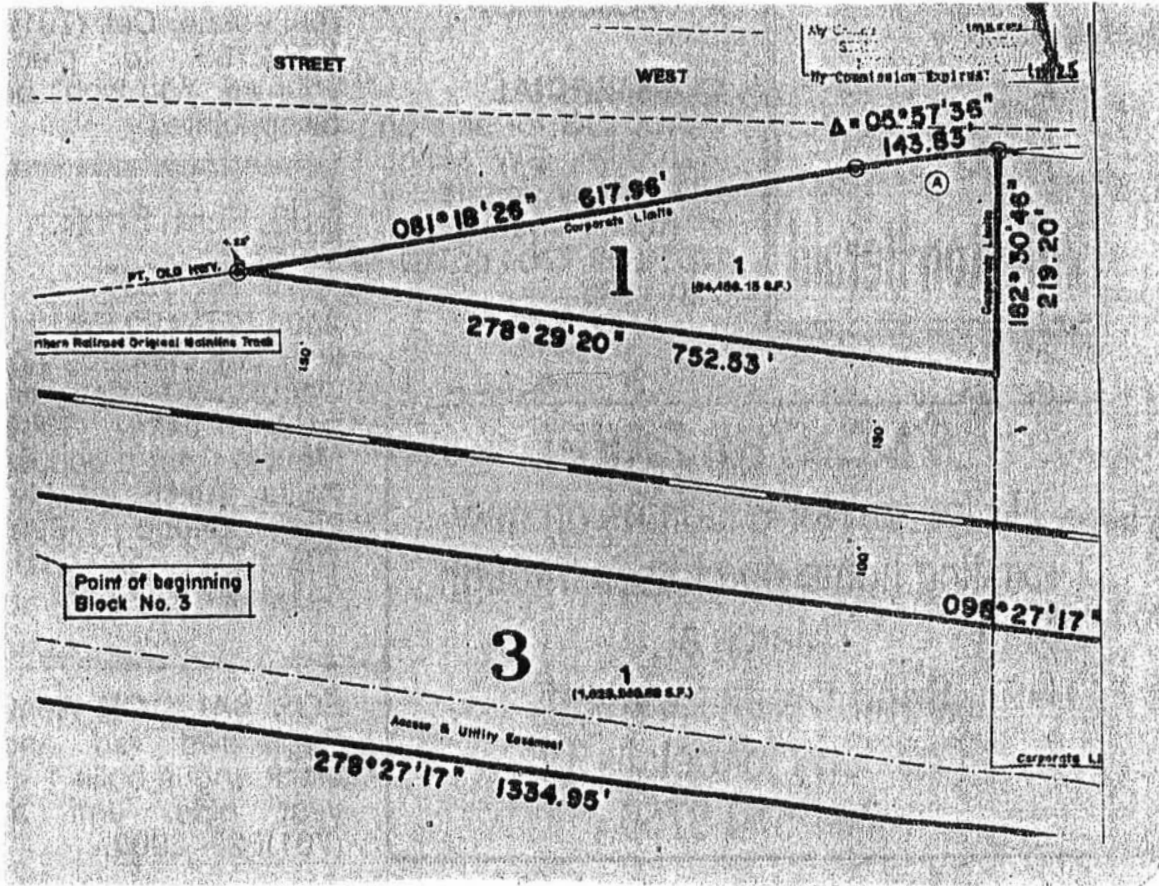 STREET
WEST
My Commission Expires:
Δ = 05°57'36"
143.83'
A
081°18'26" 617.96'
Corporate Limits
PT. OLD HWY.
1
1
182°30'46"
219.20'
Corporate Limits
278°29'20" 752.53'
thern Railroad Original Mainline Track
150'
150'
100'
Point of beginning
Block No. 3
098°27'17"
3
1
Access & Utility Easement
278°27'17" 1334.95'
Corporate Li